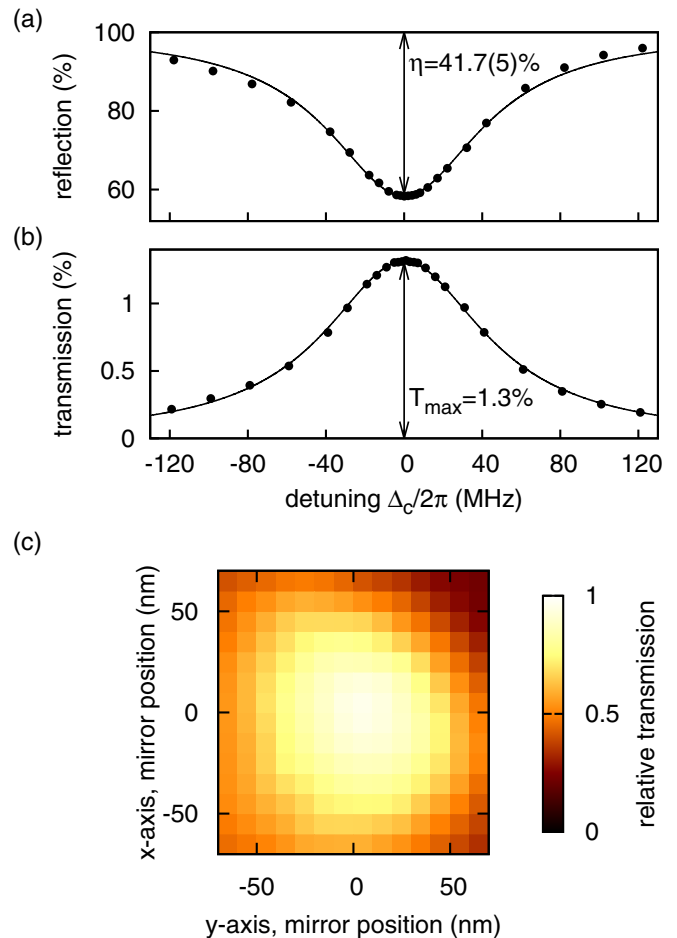 (a)
100
80
60
reflection (%)
η=41.7(5)%
(b)
1
0.5
0
transmission (%)
T_max=1.3%
-120 -80 -40 0 40 80 120
detuning Δ_c/2π (MHz)
(c)
50
0
-50
x-axis, mirror position (nm)
-50 0 50
y-axis, mirror position (nm)
1
0.5
0
relative transmission